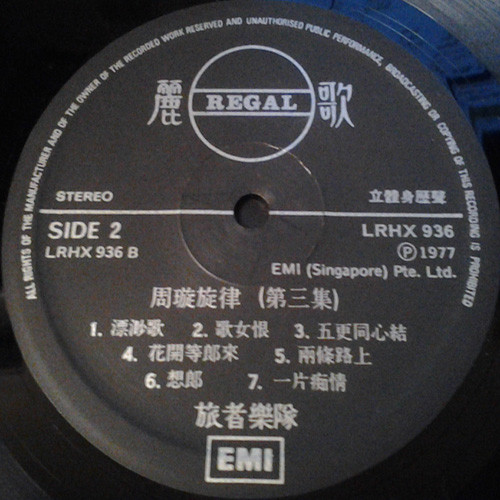 ALL RIGHTS OF THE MANUFACTURER AND OF THE OWNER OF THE RECORDED WORK RESERVED AND UNAUTHORISED PUBLIC PERFORMANCE, BROADCASTING OR COPYING OF THIS RECORDING IS PROHIBITED
麗 REGAL 歌
STEREO 立體身歷聲
SIDE 2 LRHX 936
LRHX 936 B Ⓟ 1977
EMI (Singapore) Pte. Ltd.
周璇旋律 (第三集)
1. 漂渺歌 2. 歌女恨 3. 五更同心結
4. 花開等郎來 5. 兩條路上
6. 想郎 7. 一片痴情
旅者樂隊
EMI